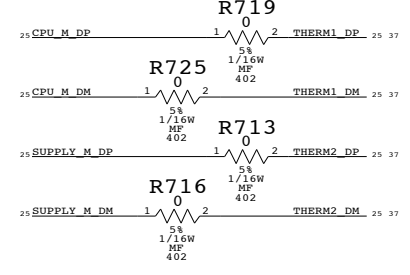 R719
0
25 CPU_M_DP 1 2 THERM1_DP 25 37
5%
1/16W
MF
402
R725
0
25 CPU_M_DM 1 2 THERM1_DM 25 37
5%
1/16W
MF
402
R713
0
25 SUPPLY_M_DP 1 2 THERM2_DP 25 37
5%
1/16W
MF
402
R716
0
25 SUPPLY_M_DM 1 2 THERM2_DM 25 37
5%
1/16W
MF
402